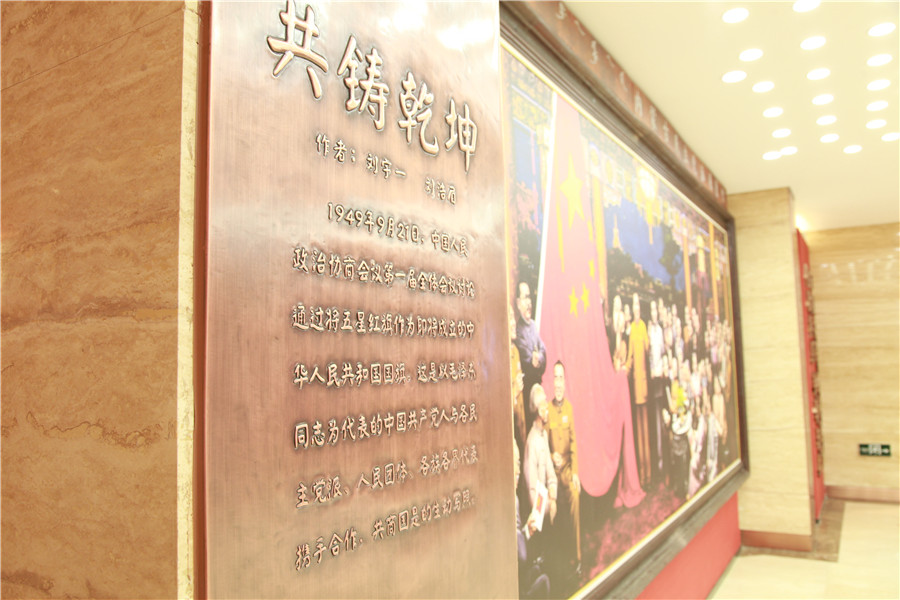 共铸乾坤
作者：刘宇一 刘浩眉
1949年9月21日，中国人民
政治协商会议第一届全体会议讨论
通过将五星红旗作为即将成立的中
华人民共和国国旗。这是以毛泽东
同志为代表的中国共产党人与各民
主党派、人民团体、各族各界代表
携手合作、共商国是的生动写照。